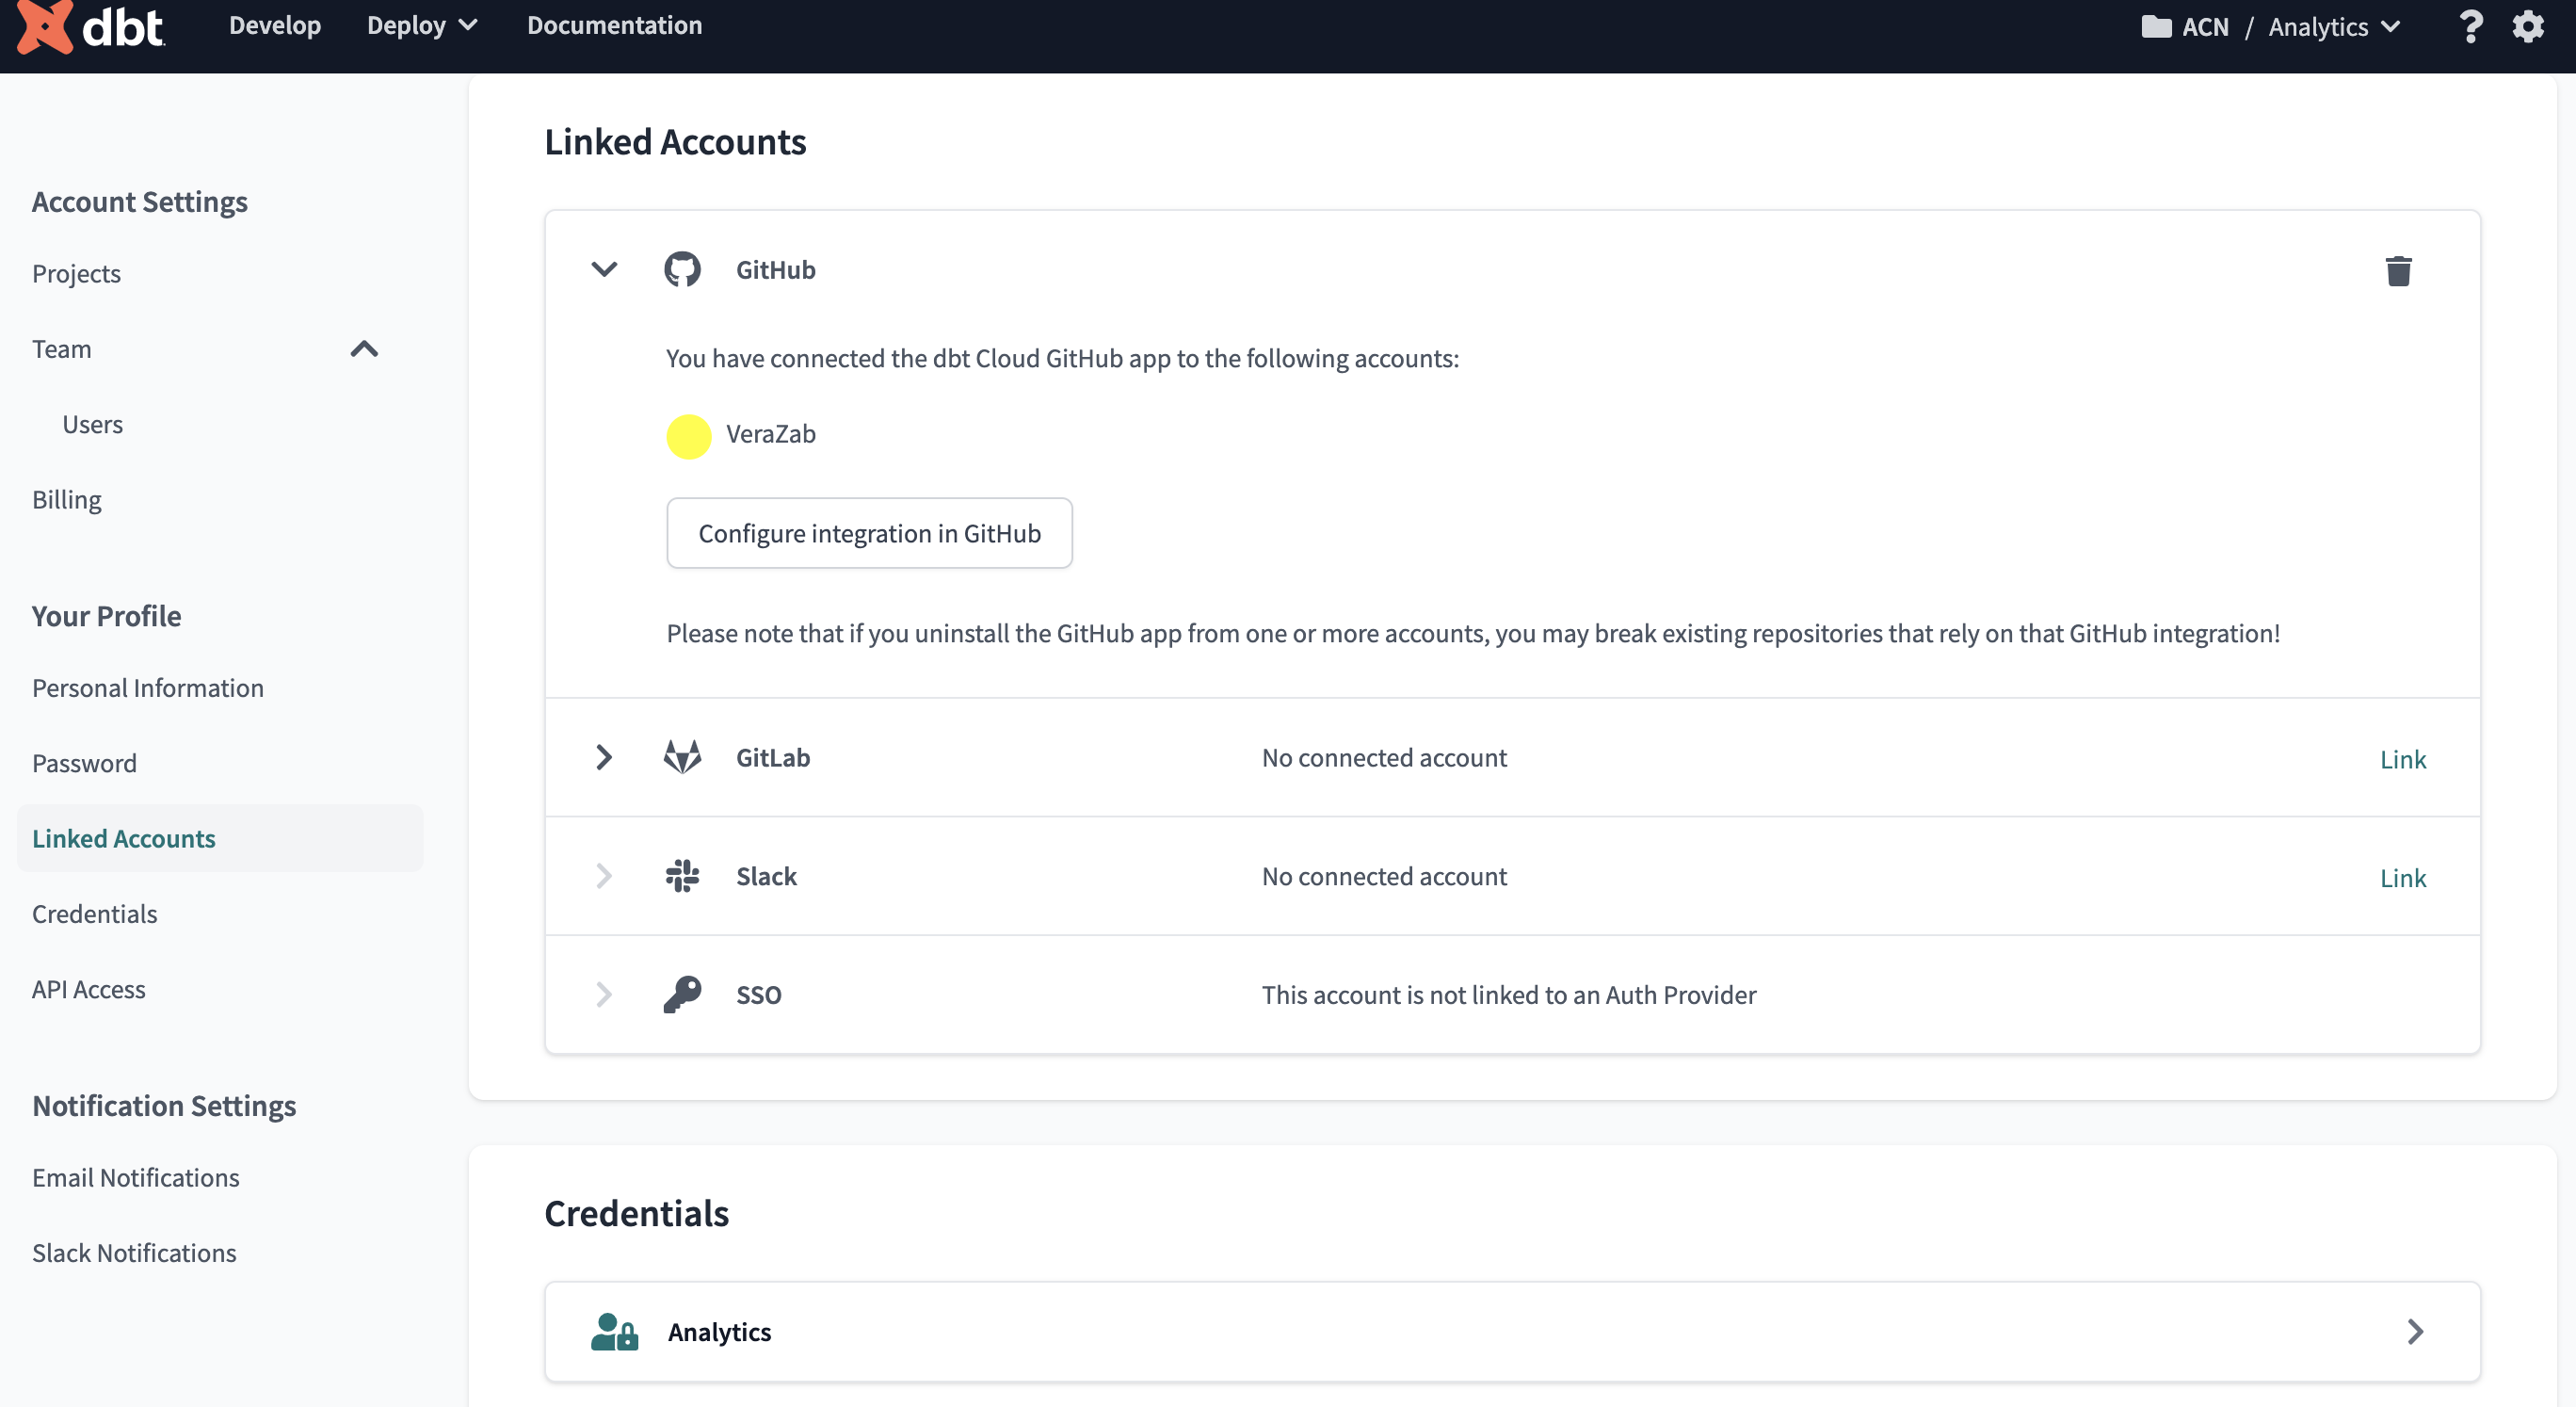 dbt
Develop
Deploy
Documentation
ACN / Analytics
?
Account Settings
Projects
Team
Users
Billing
Your Profile
Personal Information
Password
Linked Accounts
Credentials
API Access
Notification Settings
Email Notifications
Slack Notifications
Linked Accounts
GitHub
You have connected the dbt Cloud GitHub app to the following accounts:
VeraZab
Configure integration in GitHub
Please note that if you uninstall the GitHub app from one or more accounts, you may break existing repositories that rely on that GitHub integration!
GitLab No connected account Link
Slack No connected account Link
SSO This account is not linked to an Auth Provider
Credentials
Analytics